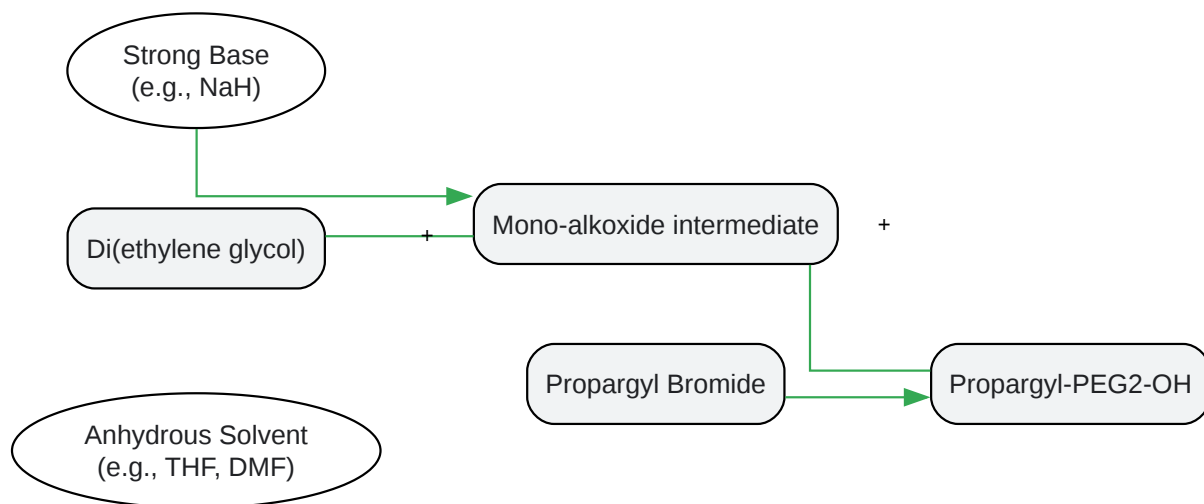 Strong Base
(e.g., NaH)
Di(ethylene glycol)
+
Mono-alkoxide intermediate
+
Propargyl Bromide
Propargyl-PEG2-OH
Anhydrous Solvent
(e.g., THF, DMF)